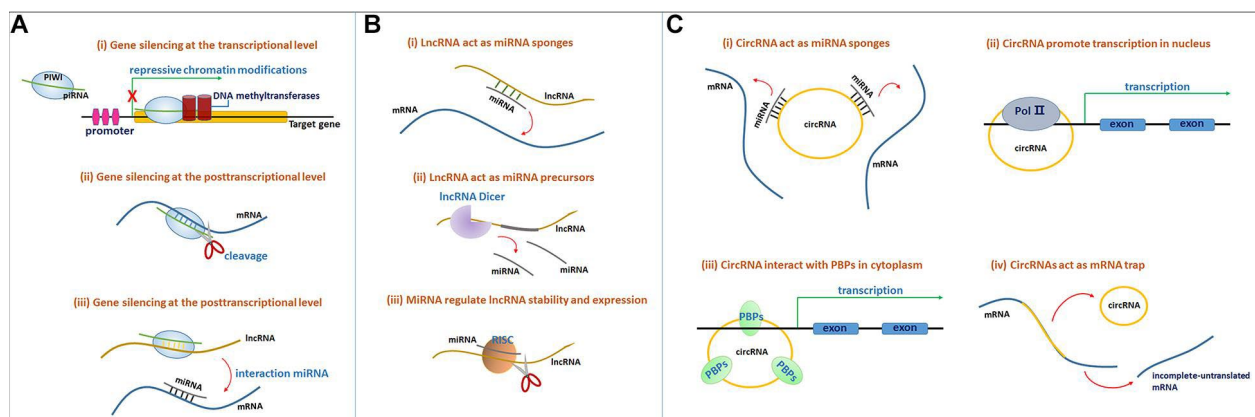 A
(i) Gene silencing at the transcriptional level
PIWI
piRNA
repressive chromatin modifications
X
DNA methyltransferases
promoter
Target gene
(ii) Gene silencing at the posttranscriptional level
mRNA
cleavage
(iii) Gene silencing at the posttranscriptional level
lncRNA
interaction miRNA
miRNA
mRNA
B
(i) LncRNA act as miRNA sponges
lncRNA
miRNA
mRNA
(ii) LncRNA act as miRNA precursors
lncRNA Dicer
lncRNA
miRNA
miRNA
(iii) MiRNA regulate lncRNA stability and expression
miRNA
RISC
lncRNA
C
(i) CircRNA act as miRNA sponges
mRNA
miRNA
miRNA
circRNA
mRNA
(ii) CircRNA promote transcription in nucleus
transcription
Pol II
circRNA
exon
exon
(iii) CircRNA interact with PBPs in cytoplasm
transcription
PBPs
exon
exon
circRNA
PBPs
PBPs
(iv) CircRNAs act as mRNA trap
mRNA
circRNA
incomplete-untranslated
mRNA